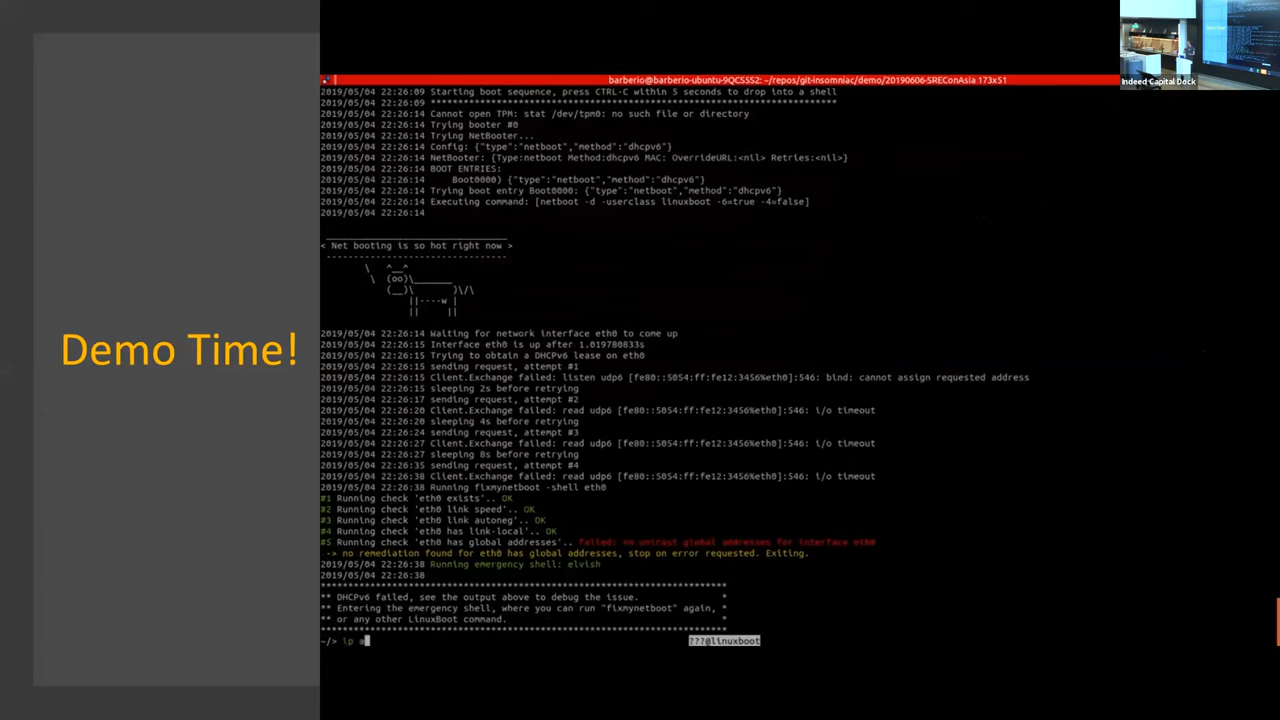 Demo Time!
barberio@barberio-ubuntu-9QCSSS2: ~/repos/git-insomniac/demo/20190606-SREConAsia 173x51
2019/05/04 22:26:09 Starting boot sequence, press CTRL-C within 5 seconds to drop into a shell
2019/05/04 22:26:09 **************************************************************************
2019/05/04 22:26:14 Cannot open TPM: stat /dev/tpm0: no such file or directory
2019/05/04 22:26:14 Trying booter #0
2019/05/04 22:26:14 Trying NetBooter...
2019/05/04 22:26:14 Config: {"type":"netboot","method":"dhcpv6"}
2019/05/04 22:26:14 NetBooter: {Type:netboot Method:dhcpv6 MAC: OverrideURL:<nil> Retries:<nil>}
2019/05/04 22:26:14 BOOT ENTRIES:
2019/05/04 22:26:14     Boot0000) {"type":"netboot","method":"dhcpv6"}
2019/05/04 22:26:14 Trying boot entry Boot0000: {"type":"netboot","method":"dhcpv6"}
2019/05/04 22:26:14 Executing command: [netboot -d -userclass linuxboot -6=true -4=false]
2019/05/04 22:26:14
 _________________________________
< Net booting is so hot right now >
 ---------------------------------
        \   ^__^
         \  (oo)\_______
            (__)\       )\/\
                ||----w |
                ||     ||
2019/05/04 22:26:14 Waiting for network interface eth0 to come up
2019/05/04 22:26:15 Interface eth0 is up after 1.019780833s
2019/05/04 22:26:15 Trying to obtain a DHCPv6 lease on eth0
2019/05/04 22:26:15 sending request, attempt #1
2019/05/04 22:26:15 Client.Exchange failed: listen udp6 [fe80::5054:ff:fe12:3456%eth0]:546: bind: cannot assign requested address
2019/05/04 22:26:15 sleeping 2s before retrying
2019/05/04 22:26:17 sending request, attempt #2
2019/05/04 22:26:20 Client.Exchange failed: read udp6 [fe80::5054:ff:fe12:3456%eth0]:546: i/o timeout
2019/05/04 22:26:20 sleeping 4s before retrying
2019/05/04 22:26:24 sending request, attempt #3
2019/05/04 22:26:27 Client.Exchange failed: read udp6 [fe80::5054:ff:fe12:3456%eth0]:546: i/o timeout
2019/05/04 22:26:27 sleeping 8s before retrying
2019/05/04 22:26:35 sending request, attempt #4
2019/05/04 22:26:38 Client.Exchange failed: read udp6 [fe80::5054:ff:fe12:3456%eth0]:546: i/o timeout
2019/05/04 22:26:38 Running fixmynetboot -shell eth0
#1 Running check 'eth0 exists'.. OK
#2 Running check 'eth0 link speed'.. OK
#3 Running check 'eth0 link autoneg'.. OK
#4 Running check 'eth0 has link-local'.. OK
#5 Running check 'eth0 has global addresses'.. Failed: no unicast global addresses for interface eth0
 -> no remediation found for eth0 has global addresses, stop on error requested. Exiting.
2019/05/04 22:26:38 Running emergency shell: elvish
2019/05/04 22:26:38
**************************************************************************
** DHCPv6 failed, see the output above to debug the issue.               *
** Entering the emergency shell, where you can run "fixmynetboot" again, *
** or any other LinuxBoot command.                                       *
**************************************************************************
~/> ip a ???@linuxboot
Indeed Capital Dock